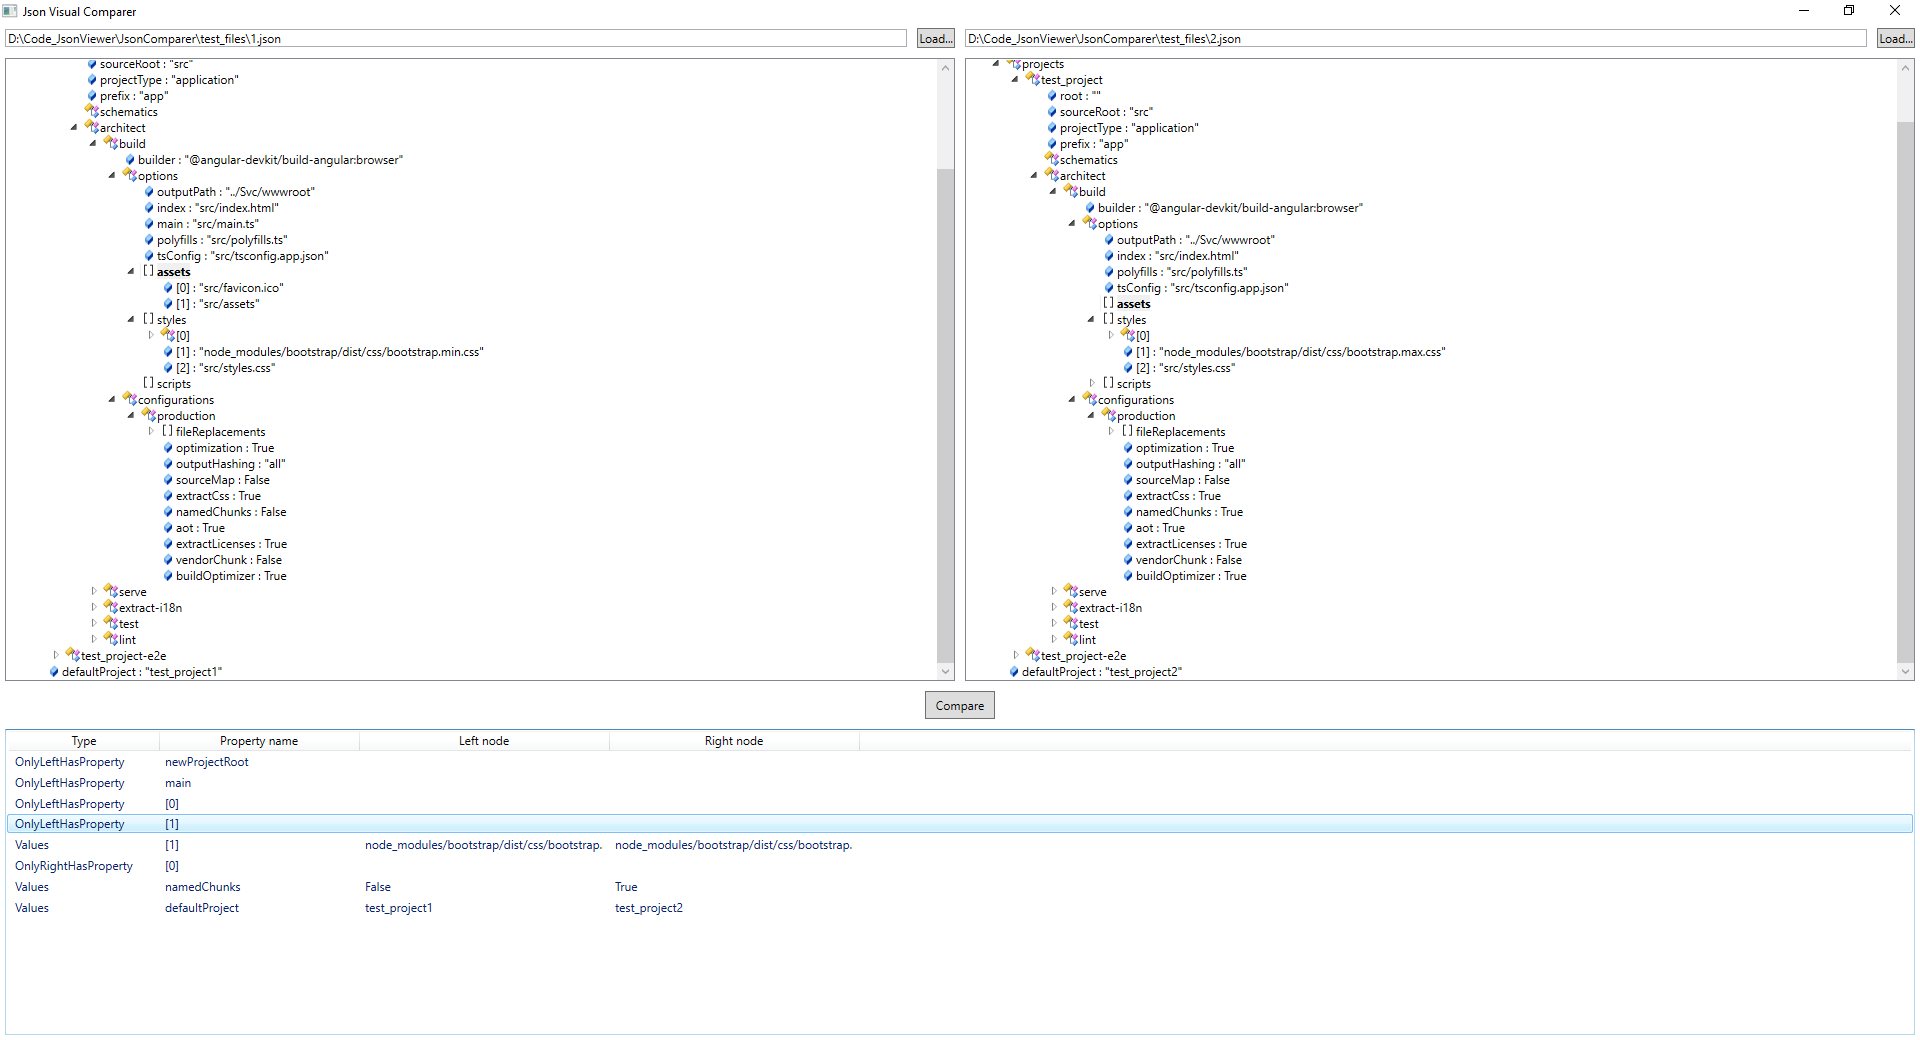 Json Visual Comparer
D:\Code_JsonViewer\JsonComparer\test_files\1.json
Load...
D:\Code_JsonViewer\JsonComparer\test_files\2.json
Load...
sourceRoot : "src"
projectType : "application"
prefix : "app"
schematics
architect
build
builder : "@angular-devkit/build-angular:browser"
options
outputPath : "../Svc/wwwroot"
index : "src/index.html"
main : "src/main.ts"
polyfills : "src/polyfills.ts"
tsConfig : "src/tsconfig.app.json"
[] assets
[0] : "src/favicon.ico"
[1] : "src/assets"
[] styles
[0]
[1] : "node_modules/bootstrap/dist/css/bootstrap.min.css"
[2] : "src/styles.css"
[] scripts
configurations
production
[] fileReplacements
optimization : True
outputHashing : "all"
sourceMap : False
extractCss : True
namedChunks : False
aot : True
extractLicenses : True
vendorChunk : False
buildOptimizer : True
serve
extract-i18n
test
lint
test_project-e2e
defaultProject : "test_project1"
projects
test_project
root : ""
sourceRoot : "src"
projectType : "application"
prefix : "app"
schematics
architect
build
builder : "@angular-devkit/build-angular:browser"
options
outputPath : "../Svc/wwwroot"
index : "src/index.html"
polyfills : "src/polyfills.ts"
tsConfig : "src/tsconfig.app.json"
[] assets
[] styles
[0]
[1] : "node_modules/bootstrap/dist/css/bootstrap.max.css"
[2] : "src/styles.css"
[] scripts
configurations
production
[] fileReplacements
optimization : True
outputHashing : "all"
sourceMap : False
extractCss : True
namedChunks : True
aot : True
extractLicenses : True
vendorChunk : False
buildOptimizer : True
serve
extract-i18n
test
lint
test_project-e2e
defaultProject : "test_project2"
Compare
Type Property name Left node Right node
OnlyLeftHasProperty newProjectRoot
OnlyLeftHasProperty main
OnlyLeftHasProperty [0]
OnlyLeftHasProperty [1]
Values [1] node_modules/bootstrap/dist/css/bootstrap. node_modules/bootstrap/dist/css/bootstrap.
OnlyRightHasProperty [0]
Values namedChunks False True
Values defaultProject test_project1 test_project2